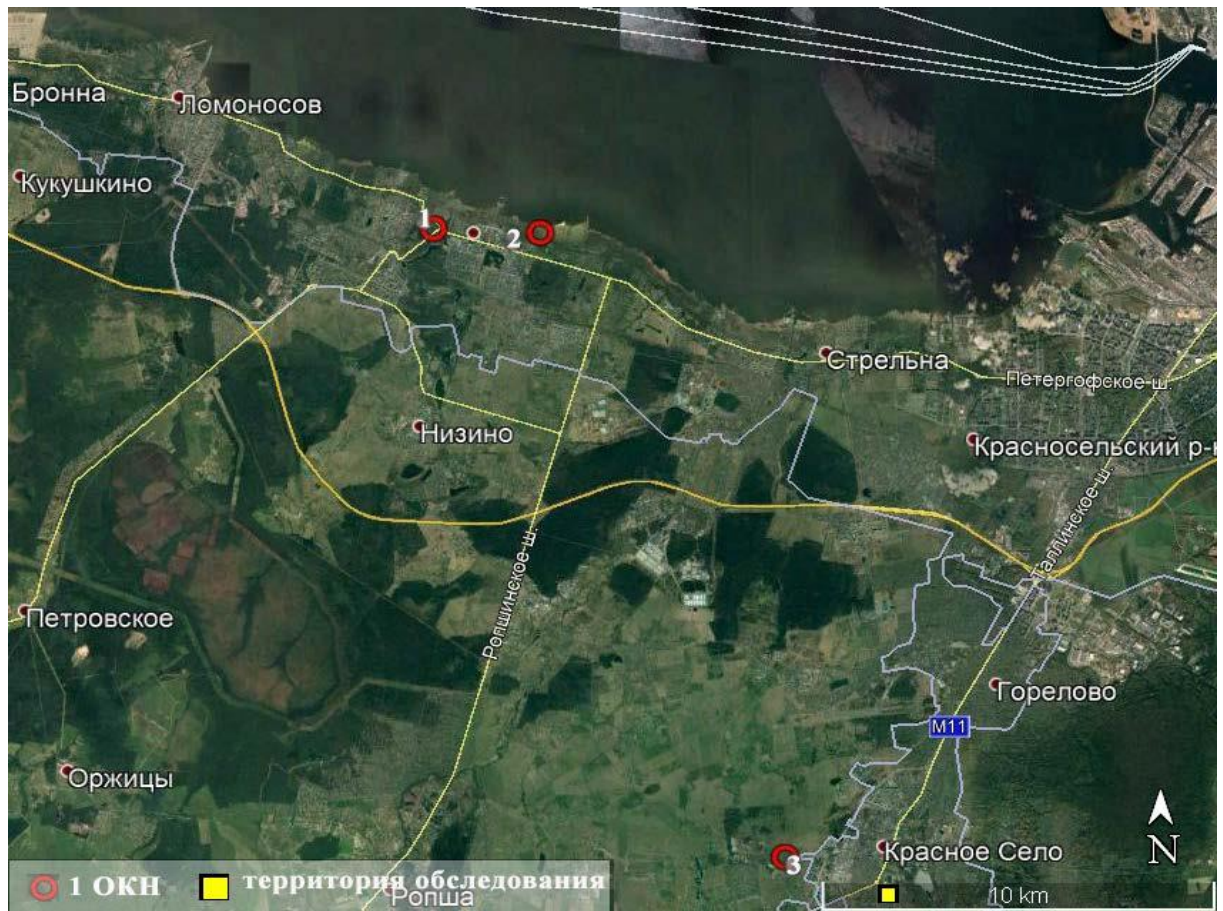 Бронна
Ломоносов
Кукушкино
1
2
Стрельна
Петергофское ш.
Низино
Красносельский р-н
Таллинское ш.
Ропшинское ш.
Петровское
Горелово
М11
Оржицы
Красное Село
3
N
1 ОКН
территория обследования
Ропша
10 km